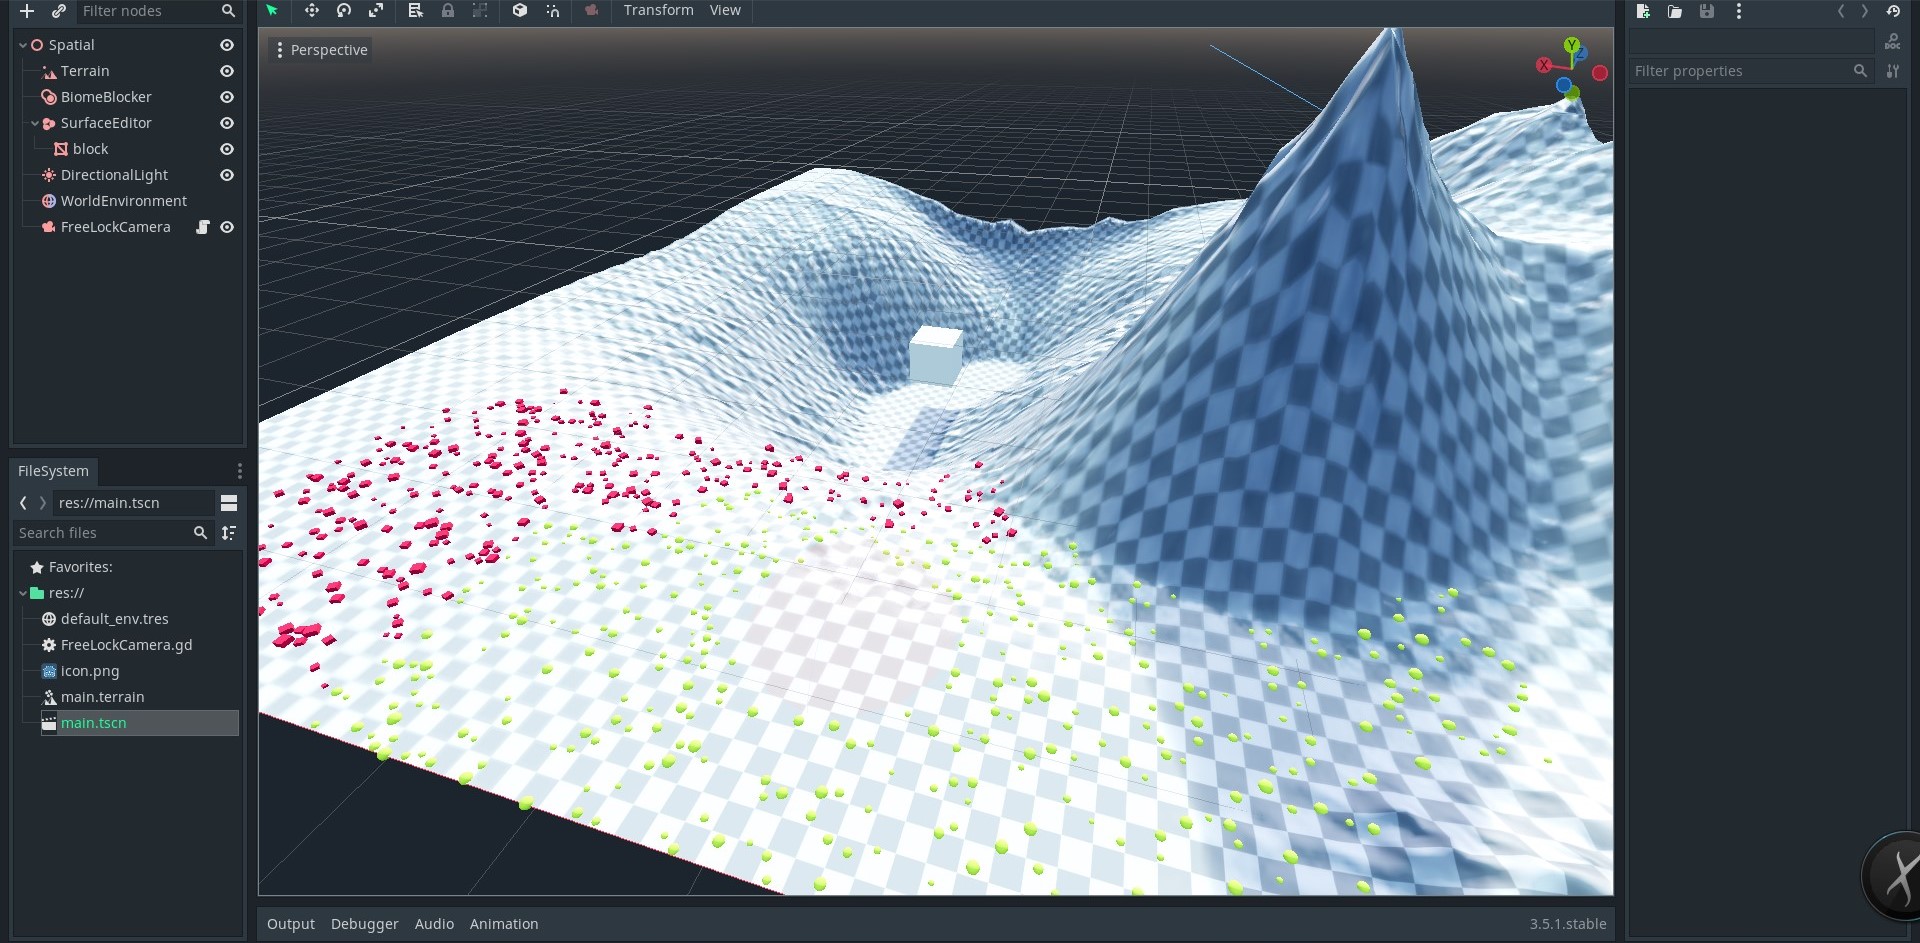 Filter nodes
Transform View
Perspective
Y
Z
X
Spatial
Terrain
BiomeBlocker
SurfaceEditor
block
DirectionalLight
WorldEnvironment
FreeLockCamera
DOC
Filter properties
FileSystem
res://main.tscn
Search files
Favorites:
res://
default_env.tres
FreeLockCamera.gd
icon.png
main.terrain
main.tscn
Output Debugger Audio Animation
3.5.1.stable